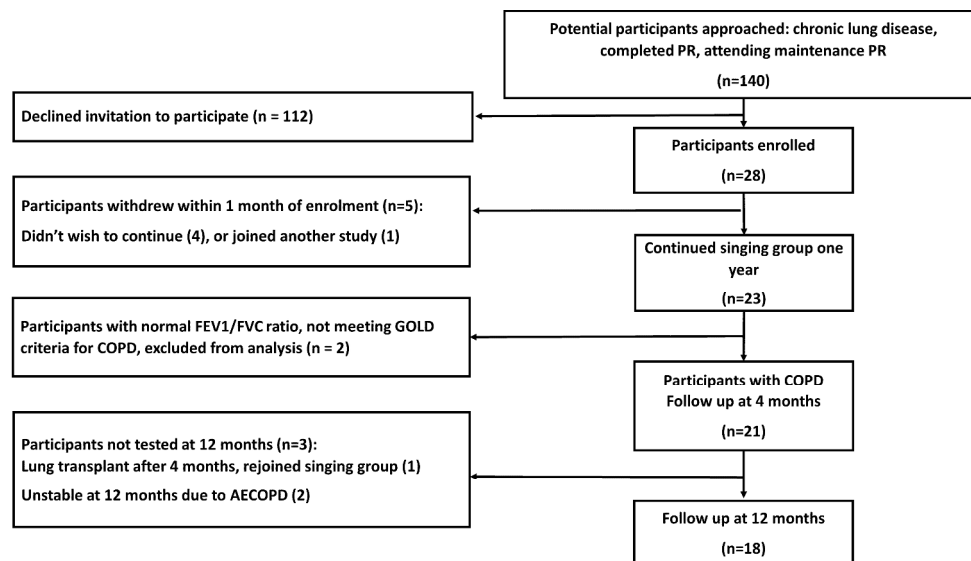 Potential participants approached: chronic lung disease,
completed PR, attending maintenance PR
(n=140)
Declined invitation to participate (n = 112)
Participants enrolled
(n=28)
Participants withdrew within 1 month of enrolment (n=5):
Didn't wish to continue (4), or joined another study (1)
Continued singing group one
year
(n=23)
Participants with normal FEV1/FVC ratio, not meeting GOLD
criteria for COPD, excluded from analysis (n = 2)
Participants with COPD
Follow up at 4 months
(n=21)
Participants not tested at 12 months (n=3):
Lung transplant after 4 months, rejoined singing group (1)
Unstable at 12 months due to AECOPD (2)
Follow up at 12 months
(n=18)